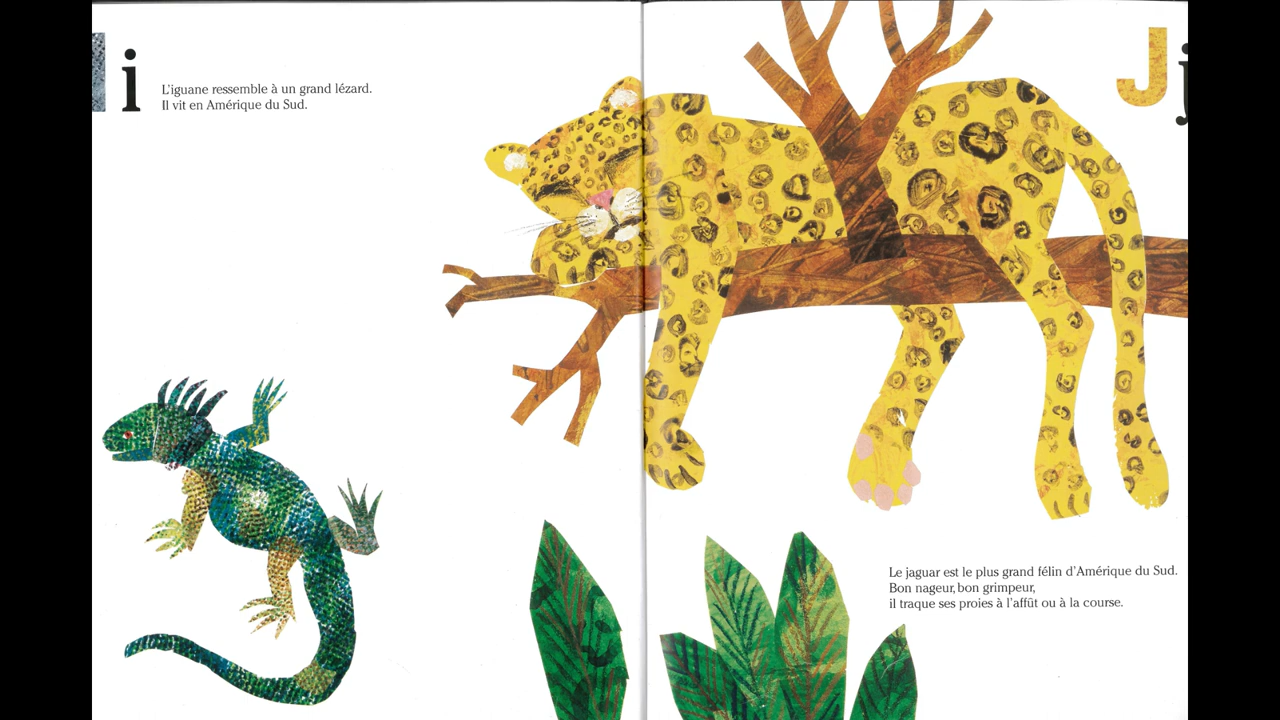 I i
L'iguane ressemble à un grand lézard.
Il vit en Amérique du Sud.
J j
Le jaguar est le plus grand félin d'Amérique du Sud.
Bon nageur, bon grimpeur,
il traque ses proies à l'affût ou à la course.